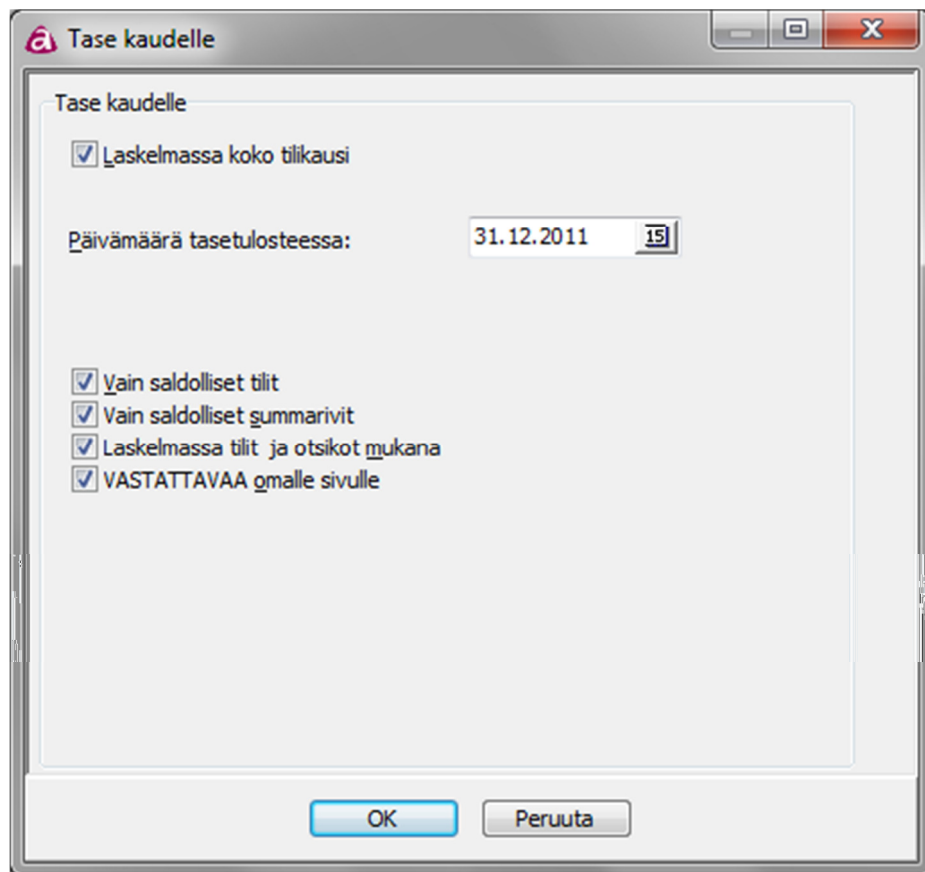 Tase kaudelle
Tase kaudelle
Laskelmassa koko tilikausi
Päivämäärä tasetulosteessa: 31.12.2011 15
Vain saldolliset tilit
Vain saldolliset summarivit
Laskelmassa tilit ja otsikot mukana
VASTATTAVAA omalle sivulle
OK Peruuta